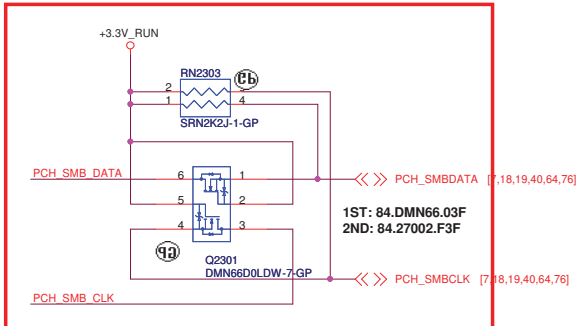 +3.3V_RUN
RN2303
2 3
1 4
SRN2K2J-1-GP
PCH_SMB_DATA 6 1 PCH_SMBDATA [7,18,19,40,64,76]
5 2
4 3
1ST: 84.DMN66.03F
2ND: 84.27002.F3F
Q2301
DMN66D0LDW-7-GP
PCH_SMBCLK [7,18,19,40,64,76]
PCH_SMB_CLK